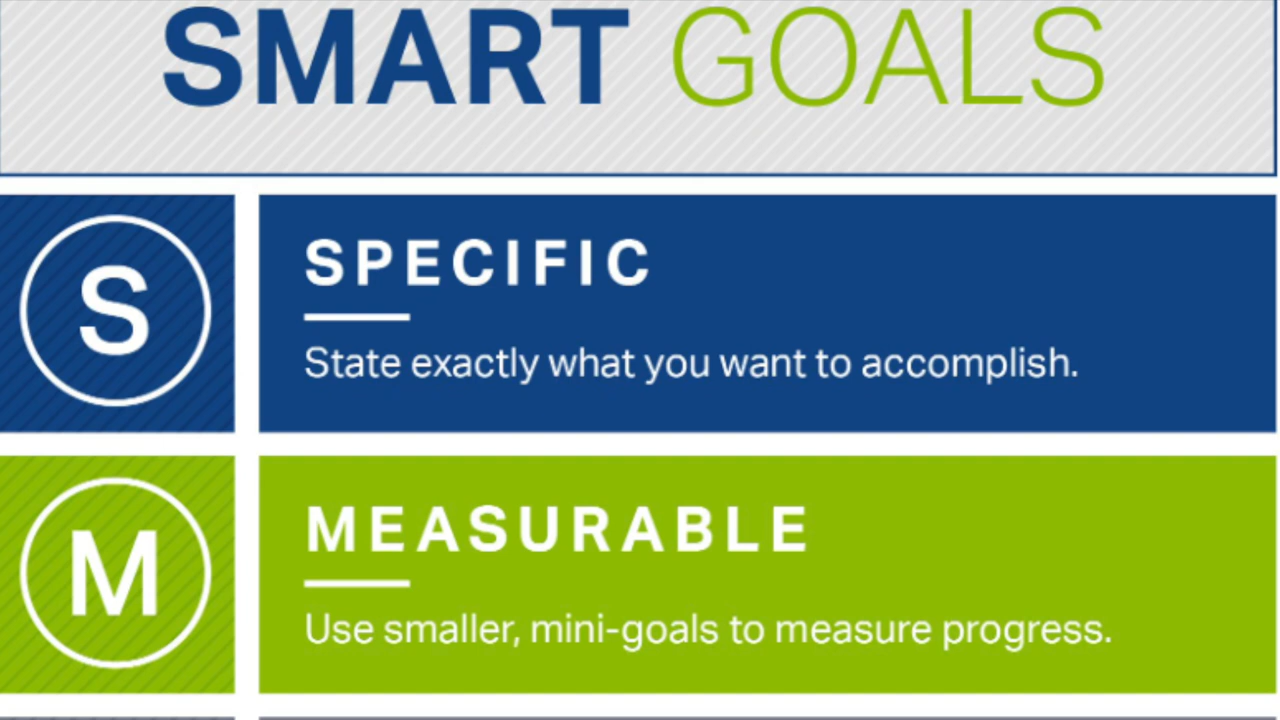 SMART GOALS
S
SPECIFIC
State exactly what you want to accomplish.
M
MEASURABLE
Use smaller, mini-goals to measure progress.